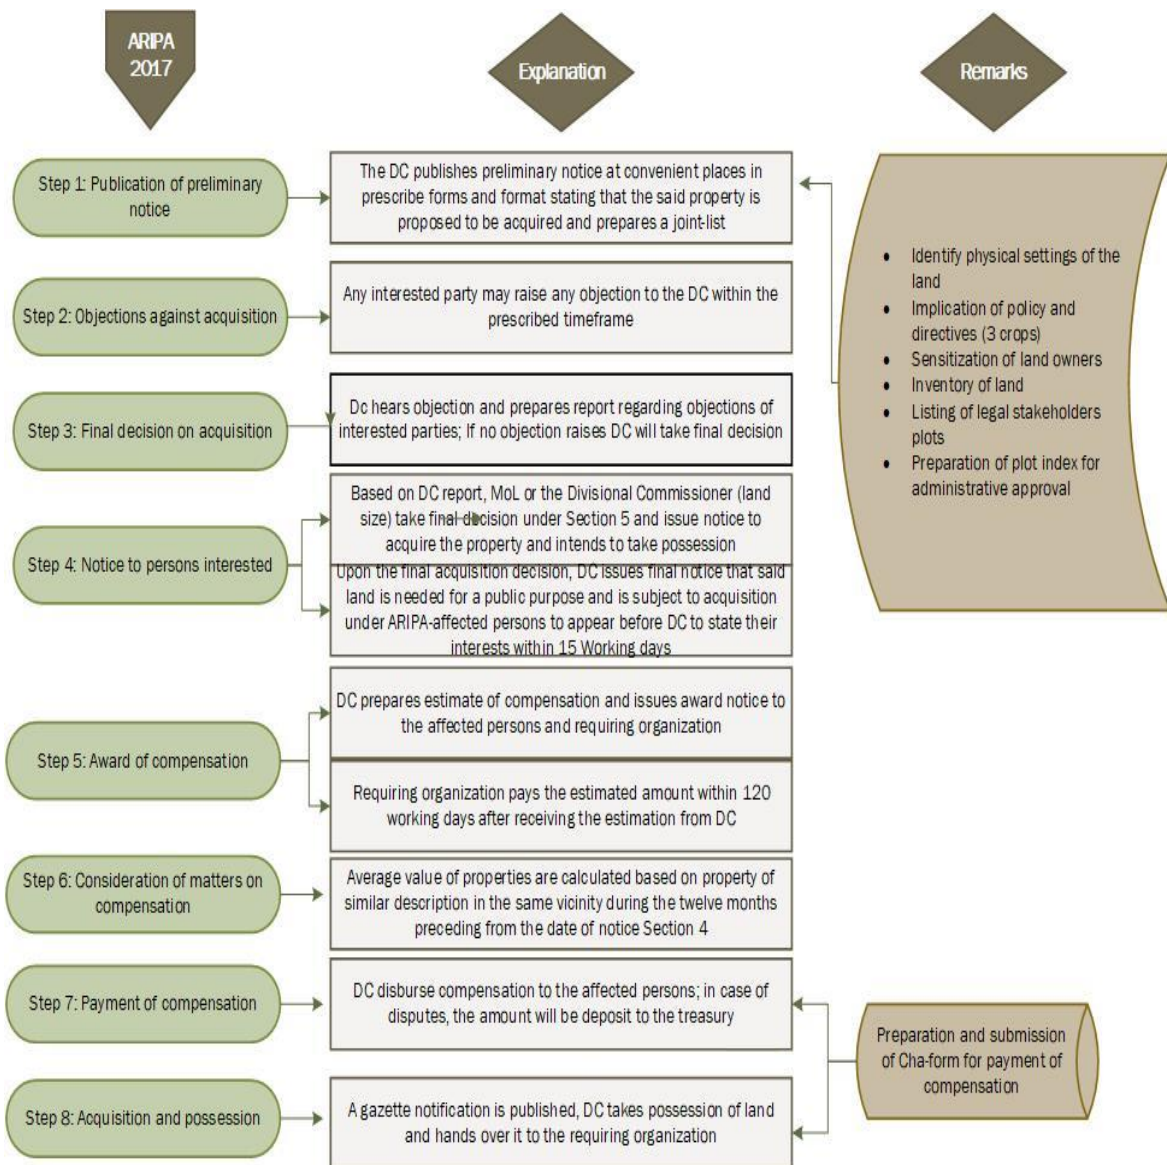 ARIPA
2017
Explanation
Remarks
Step 1: Publication of preliminary
notice
The DC publishes preliminary notice at convenient places in
prescribe forms and format stating that the said property is
proposed to be acquired and prepares a joint-list
Step 2: Objections against acquisition
Any interested party may raise any objection to the DC within the
prescribed timeframe
Step 3: Final decision on acquisition
Dc hears objection and prepares report regarding objections of
interested parties; If no objection raises DC will take final decision
Step 4: Notice to persons interested
Based on DC report, MoL or the Divisional Commissioner (land
size) take final decision under Section 5 and issue notice to
acquire the property and intends to take possession
Upon the final acquisition decision, DC issues final notice that said
land is needed for a public purpose and is subject to acquisition
under ARIPA-affected persons to appear before DC to state their
interests within 15 Working days
Step 5: Award of compensation
DC prepares estimate of compensation and issues award notice to
the affected persons and requiring organization
Requiring organization pays the estimated amount within 120
working days after receiving the estimation from DC
Step 6: Consideration of matters on
compensation
Average value of properties are calculated based on property of
similar description in the same vicinity during the twelve months
preceding from the date of notice Section 4
Step 7: Payment of compensation
DC disburse compensation to the affected persons; in case of
disputes, the amount will be deposit to the treasury
Step 8: Acquisition and possession
A gazette notification is published, DC takes possession of land
and hands over it to the requiring organization
• Identify physical settings of the
land
• Implication of policy and
directives (3 crops)
• Sensitization of land owners
• Inventory of land
• Listing of legal stakeholders
plots
• Preparation of plot index for
administrative approval
Preparation and submission
of Cha-form for payment of
compensation